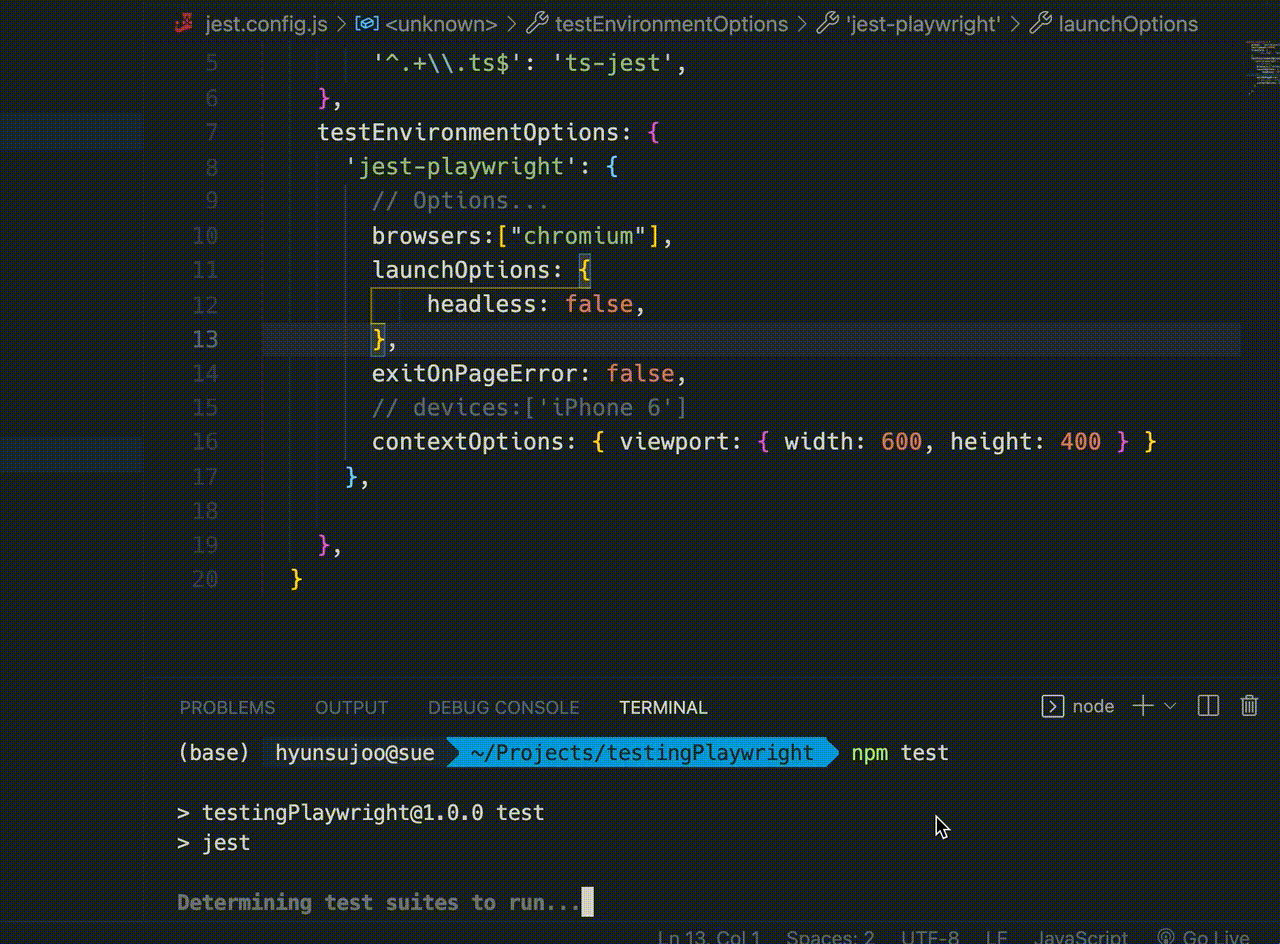 jest.config.js > <unknown> > testEnvironmentOptions > 'jest-playwright' > launchOptions
5 '^.+\\.ts$': 'ts-jest',
6 },
7 testEnvironmentOptions: {
8 'jest-playwright': {
9 // Options...
10 browsers:["chromium"],
11 launchOptions: {
12 headless: false,
13 },
14 exitOnPageError: false,
15 // devices:['iPhone 6']
16 contextOptions: { viewport: { width: 600, height: 400 } }
17 },
18
19 },
20 }
PROBLEMS OUTPUT DEBUG CONSOLE TERMINAL node
(base) hyunsujoo@sue ~/Projects/testingPlaywright npm test
> testingPlaywright@1.0.0 test
> jest
Determining test suites to run...
Ln 13, Col 1 Spaces: 2 UTF-8 LF JavaScript Go Live